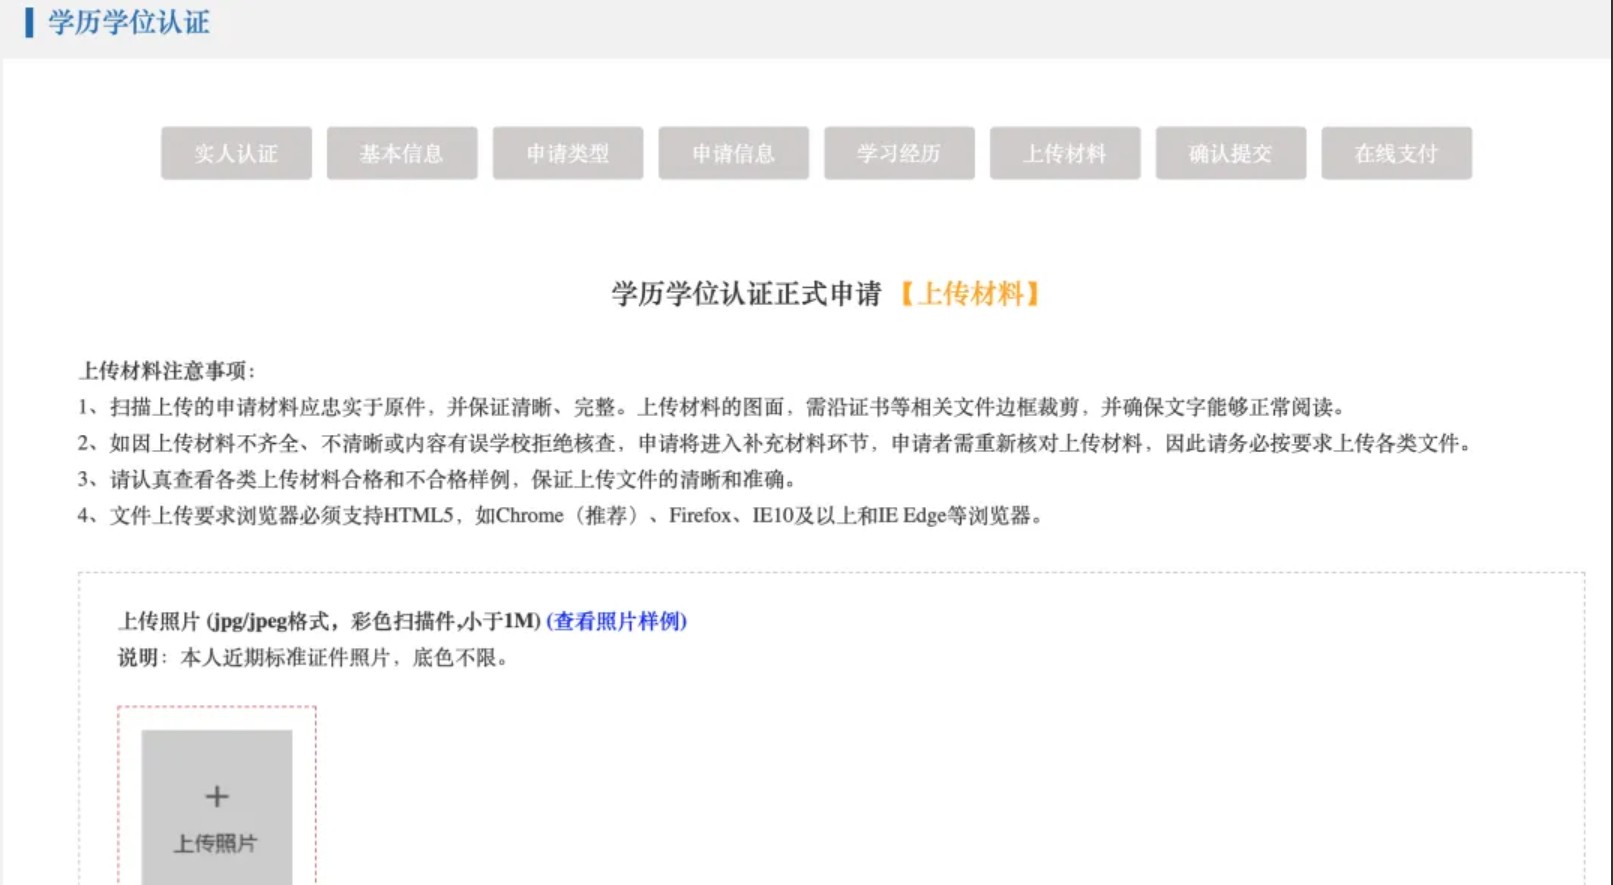 学历学位认证
实人认证 基本信息 申请类型 申请信息 学习经历 上传材料 确认提交 在线支付
学历学位认证正式申请 【上传材料】
上传材料注意事项：
1、扫描上传的申请材料应忠实于原件，并保证清晰、完整。上传材料的图面，需沿证书等相关文件边框裁剪，并确保文字能够正常阅读。
2、如因上传材料不齐全、不清晰或内容有误学校拒绝核查，申请将进入补充材料环节，申请者需重新核对上传材料，因此请务必按要求上传各类文件。
3、请认真查看各类上传材料合格和不合格样例，保证上传文件的清晰和准确。
4、文件上传要求浏览器必须支持HTML5，如Chrome（推荐）、Firefox、IE10及以上和IE Edge等浏览器。
上传照片 (jpg/jpeg格式，彩色扫描件,小于1M) (查看照片样例)
说明：本人近期标准证件照片，底色不限。
+
上传照片